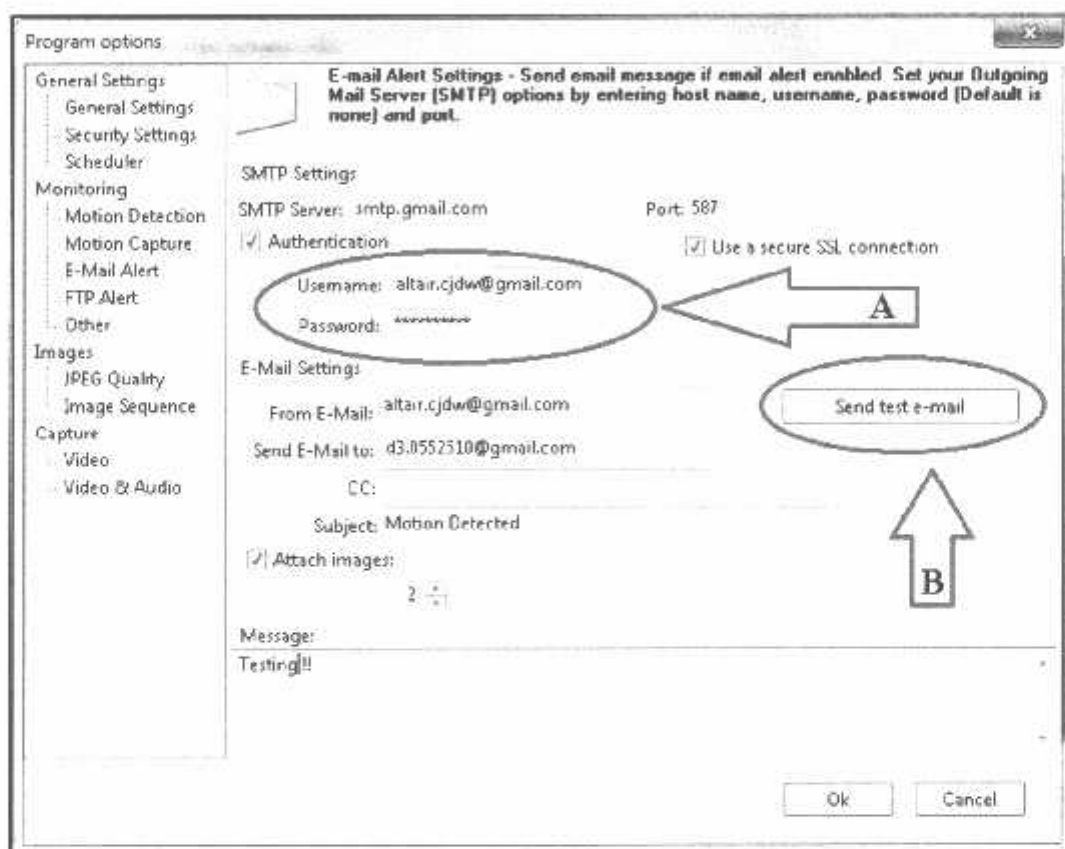 Program options
General Settings
General Settings
Security Settings
Scheduler
Monitoring
Motion Detection
Motion Capture
E-Mail Alert
FTP Alert
Other
Images
JPEG Quality
Image Sequence
Capture
Video
Video & Audio
E-mail Alert Settings - Send email message if email alert enabled. Set your Outgoing
Mail Server (SMTP) options by entering host name, username, password (Default is
none) and port.
SMTP Settings
SMTP Server: smtp.gmail.com Port: 587
Authentication Use a secure SSL connection
Username: altair.cjdw@gmail.com
Password: **********
A
E-Mail Settings
From E-Mail: altair.cjdw@gmail.com
Send test e-mail
Send E-Mail to: d3.0552510@gmail.com
CC:
Subject: Motion Detected
Attach images:
2
B
Message:
Testing!!!
Ok Cancel